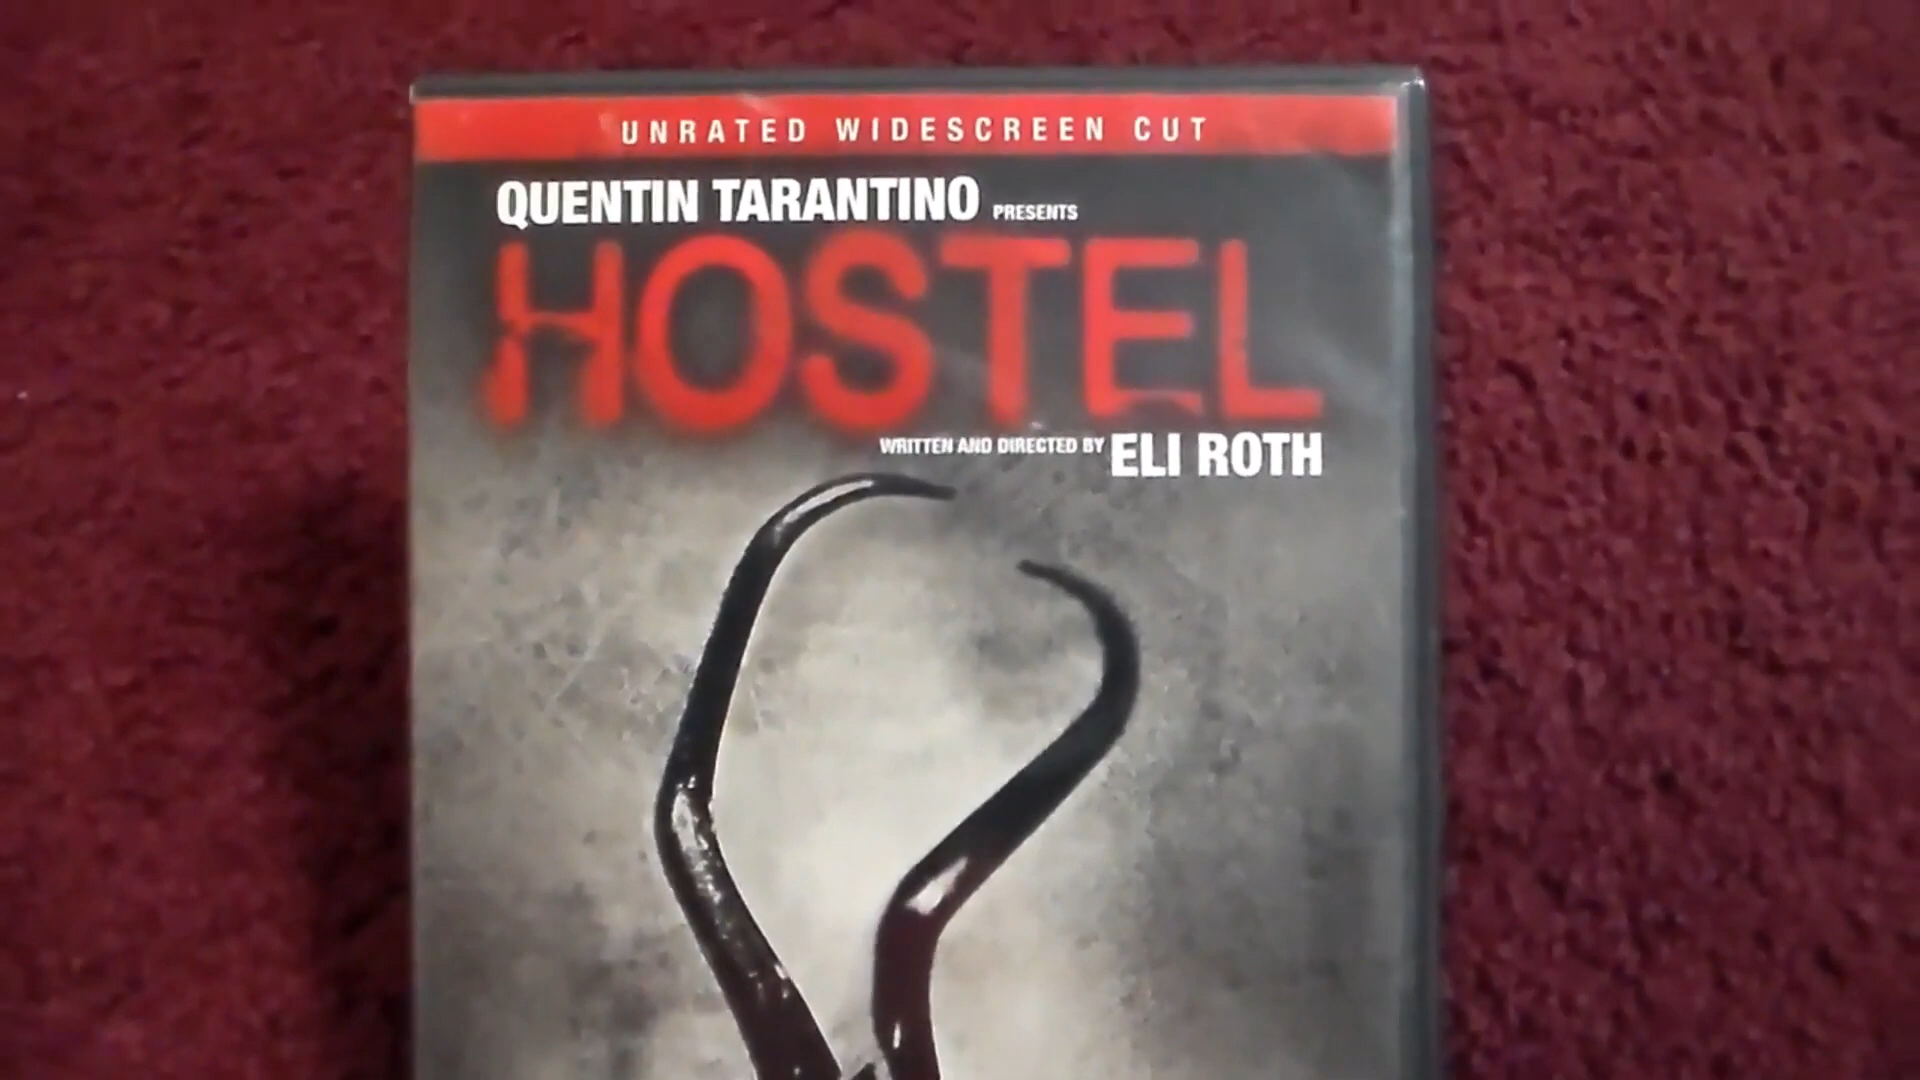 UNRATED WIDESCREEN CUT
QUENTIN TARANTINO PRESENTS
HOSTEL
WRITTEN AND DIRECTED BY ELI ROTH